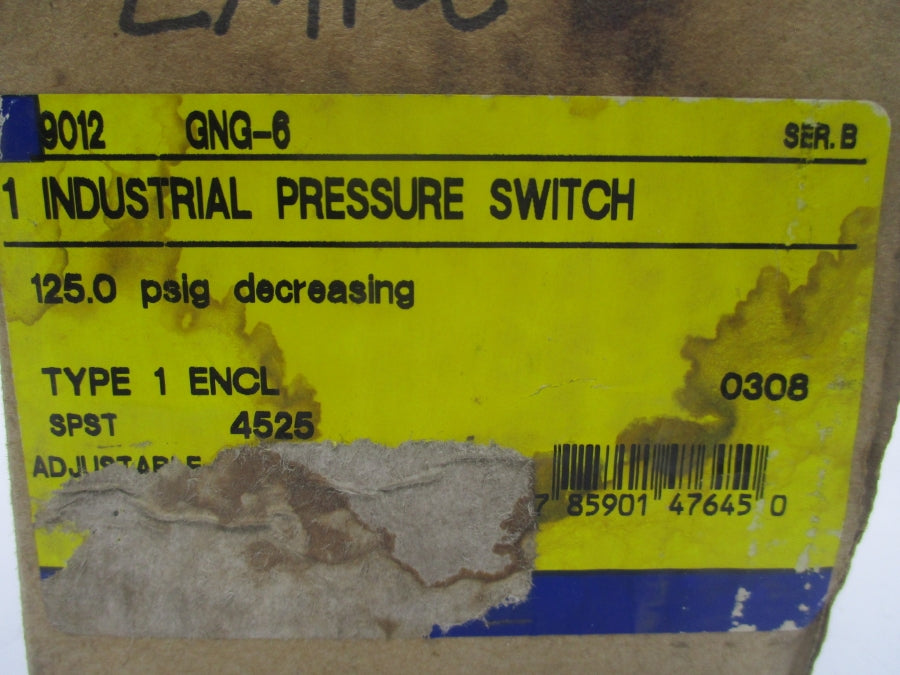 9012 GNG-6 SER. B
1 INDUSTRIAL PRESSURE SWITCH
125.0 psig decreasing
TYPE 1 ENCL 0308
SPST 4525
ADJUSTABLE
7 85901 47645 0